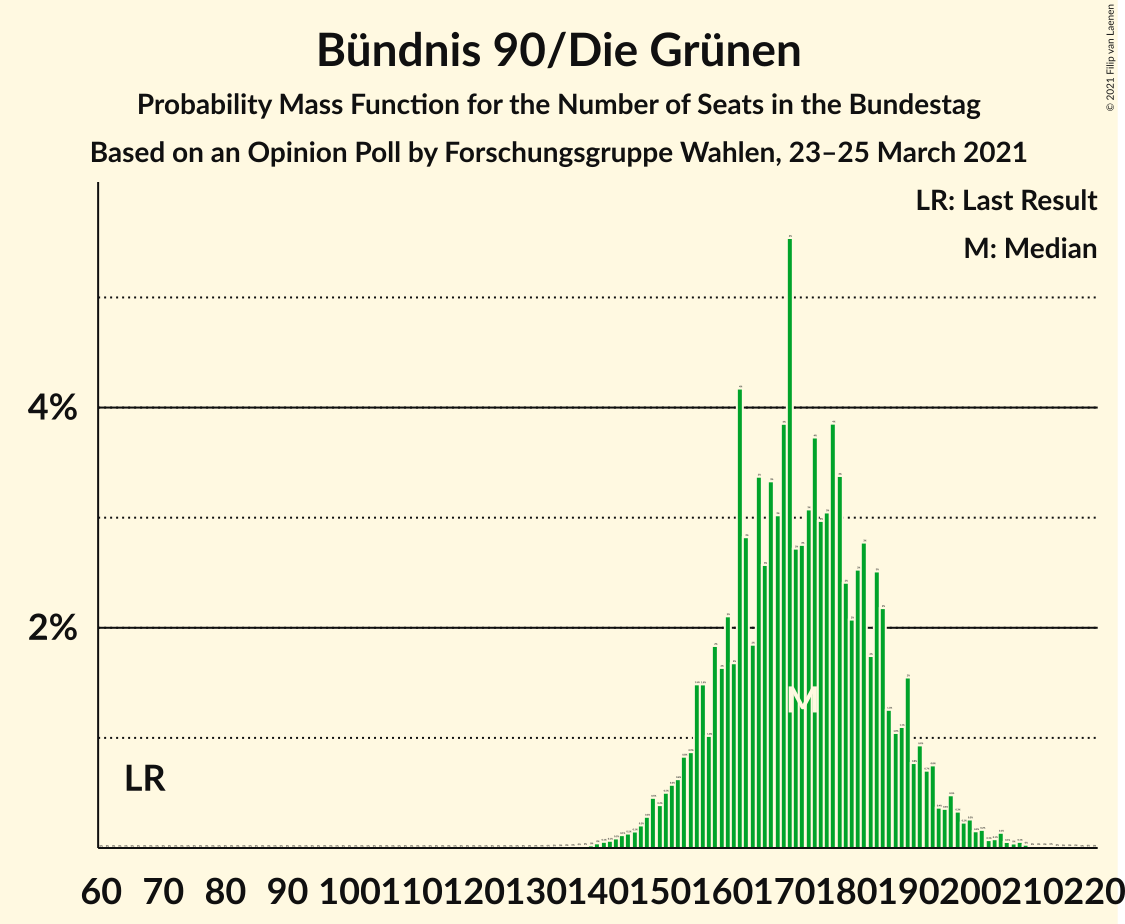 © 2021 Filip van Laenen
Bündnis 90/Die Grünen
Probability Mass Function for the Number of Seats in the Bundestag
Based on an Opinion Poll by Forschungsgruppe Wahlen, 23–25 March 2021
LR: Last Result
M: Median
4%
2%
M
LR
60 70 80 90 100 110 120 130 140 150 160 170 180 190 200 210 220